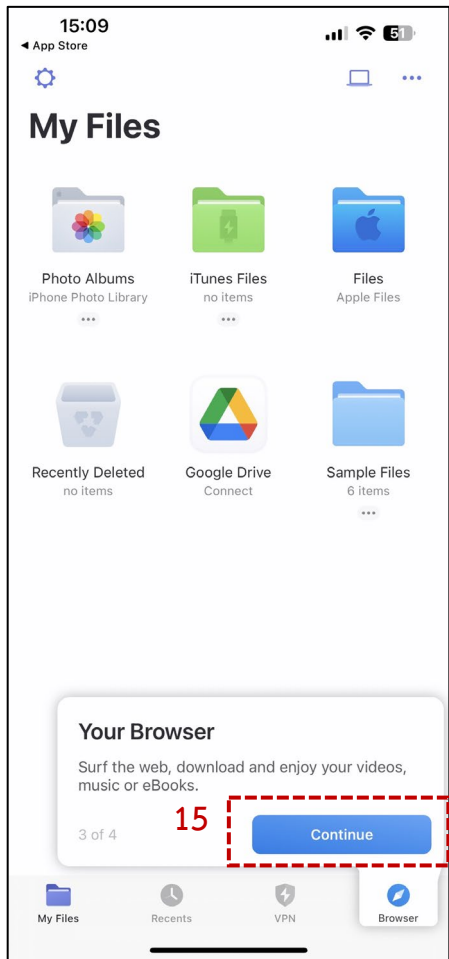 15:09
51
◀ App Store
My Files
Photo Albums
iPhone Photo Library
iTunes Files
no items
Files
Apple Files
Recently Deleted
no items
Google Drive
Connect
Sample Files
6 items
Your Browser
Surf the web, download and enjoy your videos,
music or eBooks.
3 of 4
15
Continue
My Files
Recents
VPN
Browser